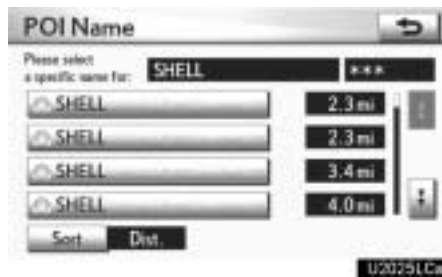 POI Name
Please select
a specific name for: SHELL ***
SHELL 2.3 mi
SHELL 2.3 mi
SHELL 3.4 mi
SHELL 4.0 mi
Sort Dist.
U2025LCa